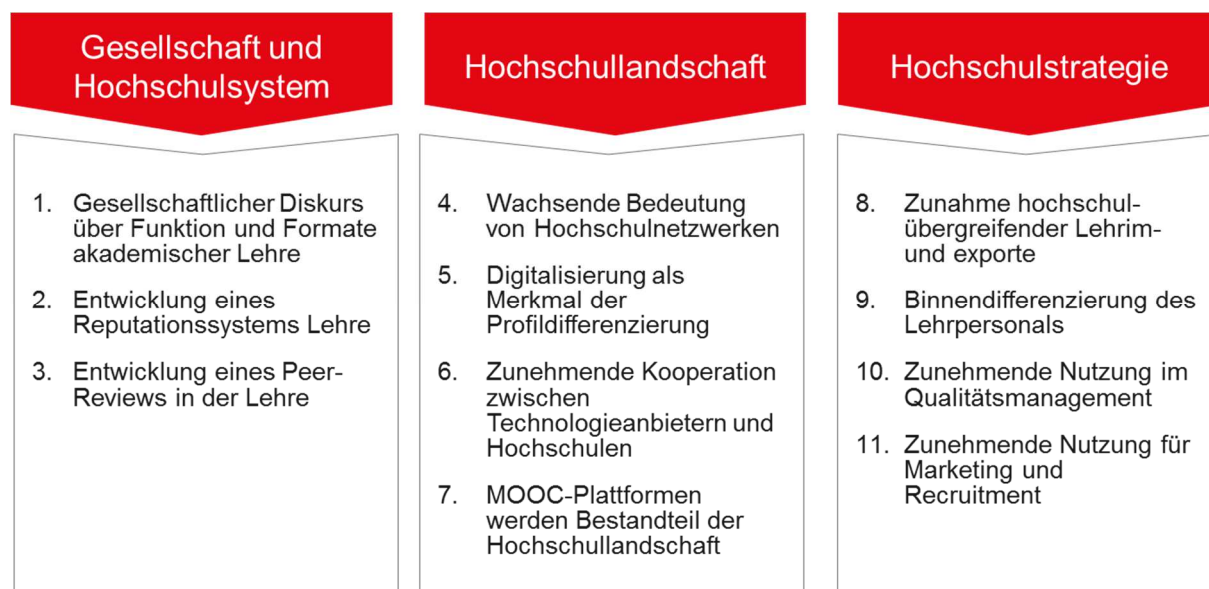 Gesellschaft und
Hochschulsystem
1. Gesellschaftlicher Diskurs
über Funktion und Formate
akademischer Lehre
2. Entwicklung eines
Reputationssystems Lehre
3. Entwicklung eines Peer-
Reviews in der Lehre
Hochschullandschaft
4. Wachsende Bedeutung
von Hochschulnetzwerken
5. Digitalisierung als
Merkmal der
Profildifferenzierung
6. Zunehmende Kooperation
zwischen
Technologieanbietern und
Hochschulen
7. MOOC-Plattformen
werden Bestandteil der
Hochschullandschaft
Hochschulstrategie
8. Zunahme hochschul-
übergreifender Lehrim-
und exporte
9. Binnendifferenzierung des
Lehrpersonals
10. Zunehmende Nutzung im
Qualitätsmanagement
11. Zunehmende Nutzung für
Marketing und
Recruitment